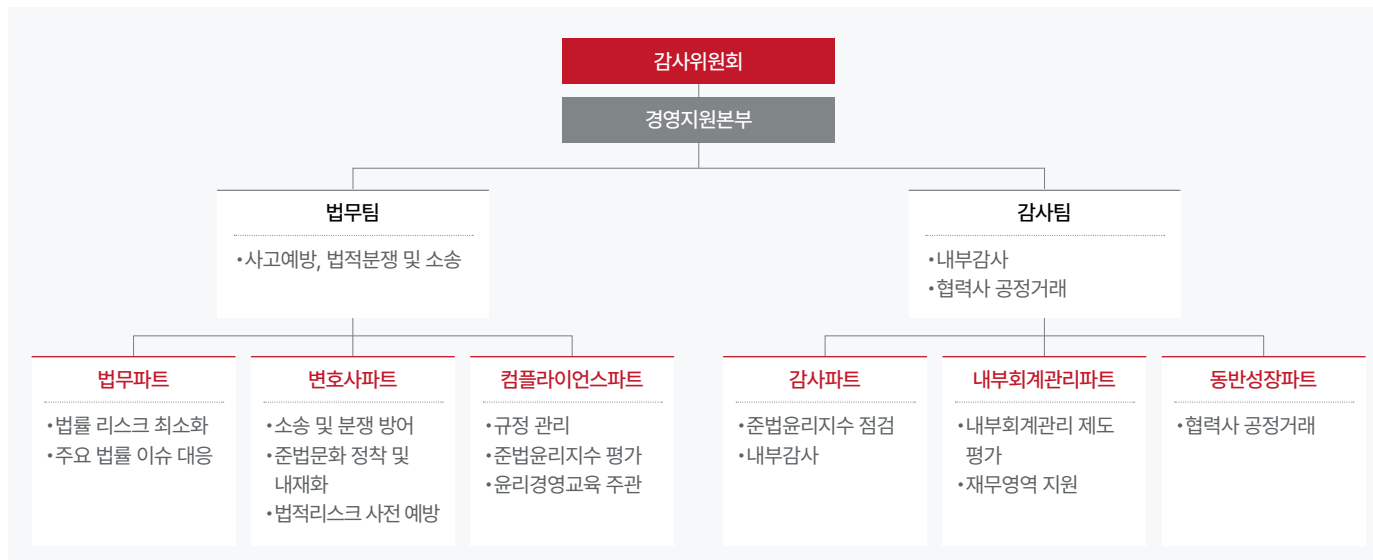 감사위원회
경영지원본부
법무팀
•사고예방, 법적분쟁 및 소송
감사팀
•내부감사
•협력사 공정거래
법무파트
•법률 리스크 최소화
•주요 법률 이슈 대응
변호사파트
•소송 및 분쟁 방어
•준법문화 정착 및
내재화
•법적리스크 사전 예방
컴플라이언스파트
•규정 관리
•준법윤리지수 평가
•윤리경영교육 주관
감사파트
•준법윤리지수 점검
•내부감사
내부회계관리파트
•내부회계관리 제도
평가
•재무영역 지원
동반성장파트
•협력사 공정거래